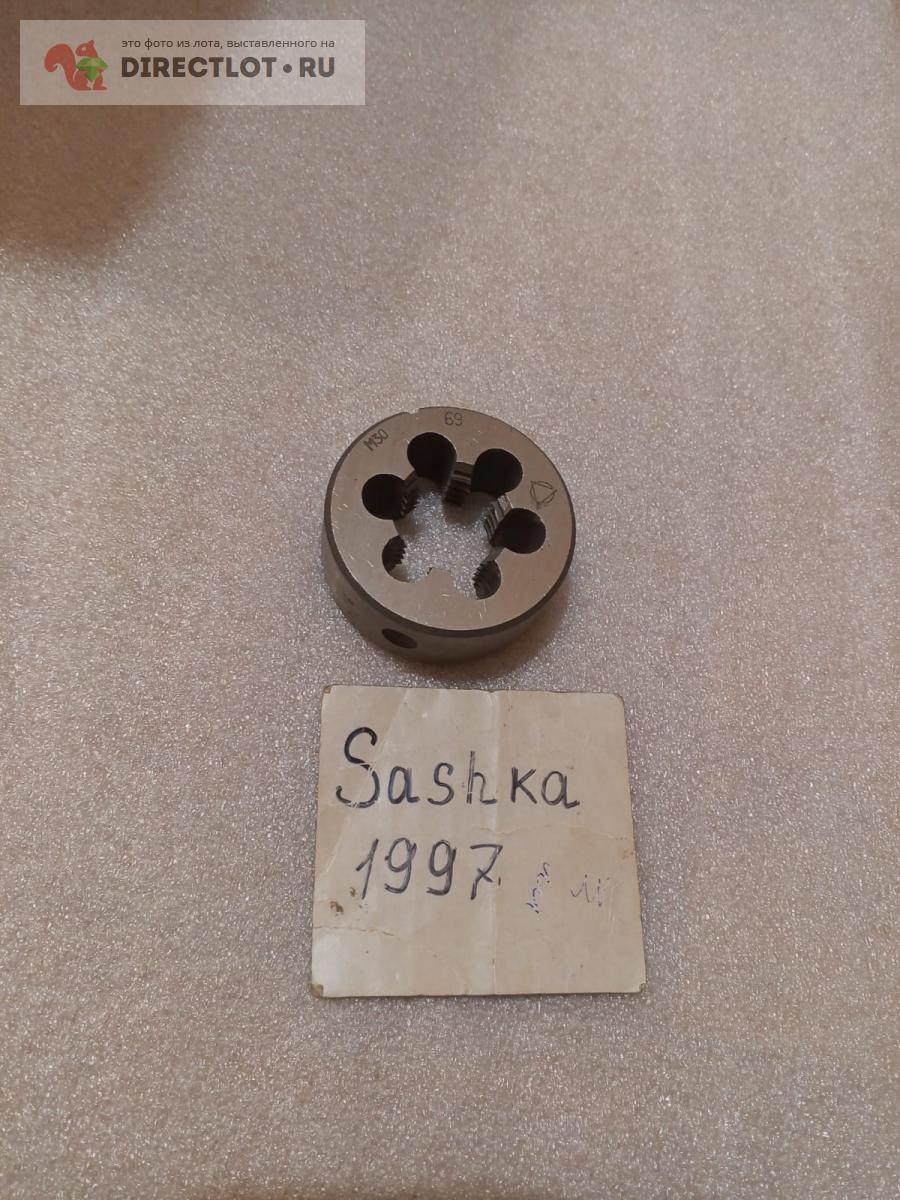 это фото из лота, выставленного на
DIRECTLOT•RU
M30
69
Sashka
1997